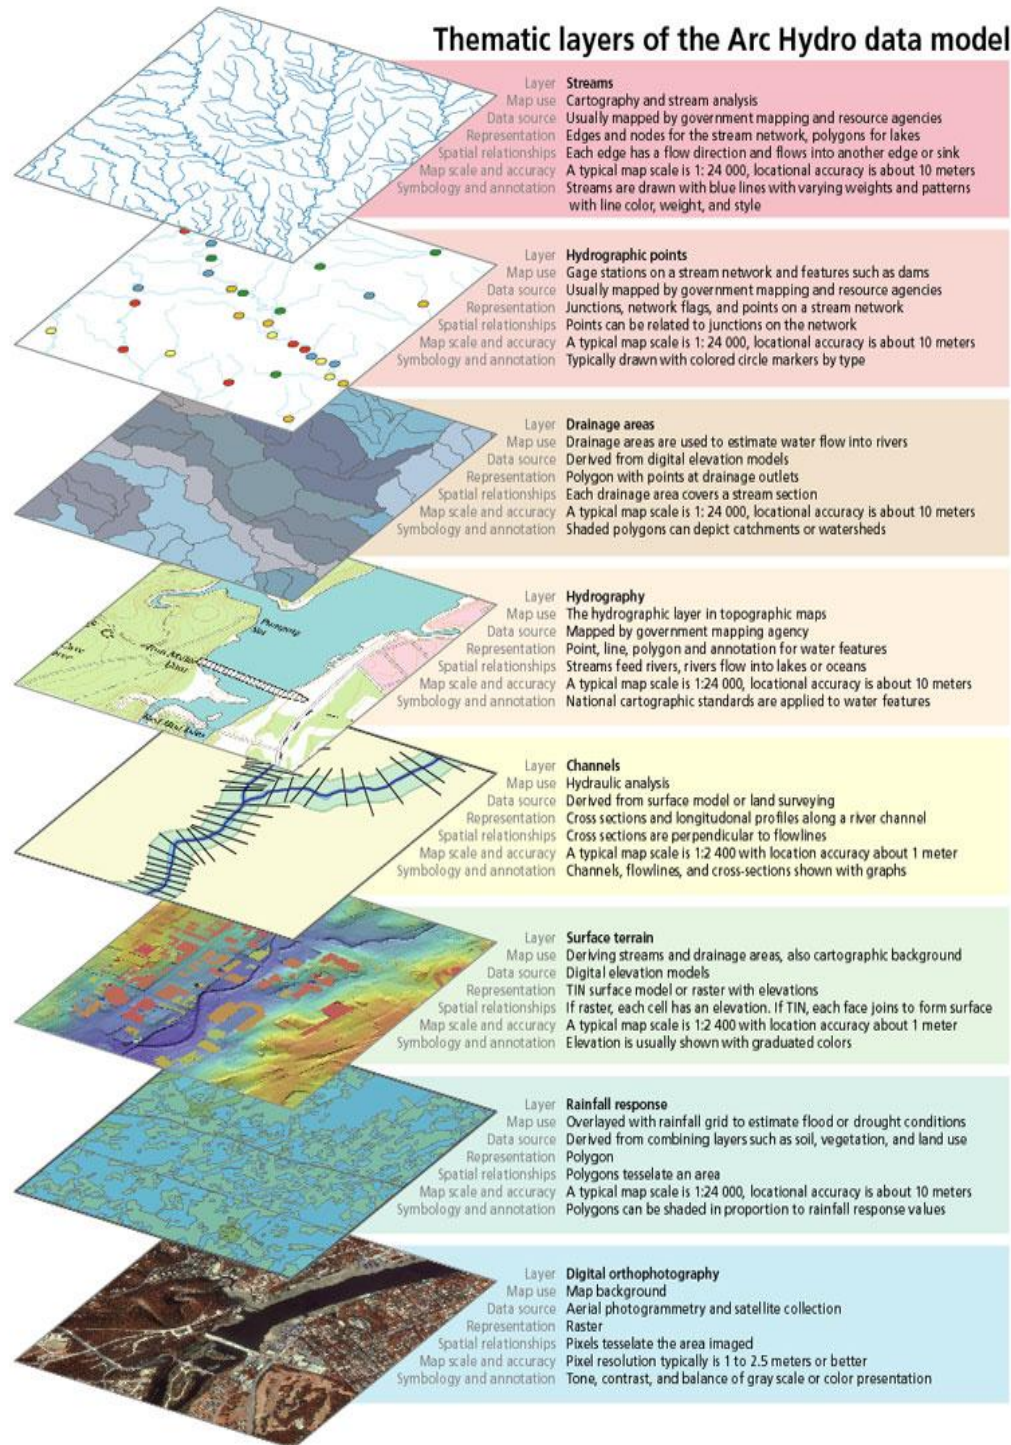 Thematic layers of the Arc Hydro data model
Layer Streams
Map use Cartography and stream analysis
Data source Usually mapped by government mapping and resource agencies
Representation Edges and nodes for the stream network, polygons for lakes
Spatial relationships Each edge has a flow direction and flows into another edge or sink
Map scale and accuracy A typical map scale is 1: 24 000, locational accuracy is about 10 meters
Symbology and annotation Streams are drawn with blue lines with varying weights and patterns
with line color, weight, and style
Layer Hydrographic points
Map use Gage stations on a stream network and features such as dams
Data source Usually mapped by government mapping and resource agencies
Representation Junctions, network flags, and points on a stream network
Spatial relationships Points can be related to junctions on the network
Map scale and accuracy A typical map scale is 1: 24 000, locational accuracy is about 10 meters
Symbology and annotation Typically drawn with colored circle markers by type
Layer Drainage areas
Map use Drainage areas are used to estimate water flow into rivers
Data source Derived from digital elevation models
Representation Polygon with points at drainage outlets
Spatial relationships Each drainage area covers a stream section
Map scale and accuracy A typical map scale is 1: 24 000, locational accuracy is about 10 meters
Symbology and annotation Shaded polygons can depict catchments or watersheds
Layer Hydrography
Map use The hydrographic layer in topographic maps
Data source Mapped by government mapping agency
Representation Point, line, polygon and annotation for water features
Spatial relationships Streams feed rivers, rivers flow into lakes or oceans
Map scale and accuracy A typical map scale is 1:24 000, locational accuracy is about 10 meters
Symbology and annotation National cartographic standards are applied to water features
Layer Channels
Map use Hydraulic analysis
Data source Derived from surface model or land surveying
Representation Cross sections and longitudonal profiles along a river channel
Spatial relationships Cross sections are perpendicular to flowlines
Map scale and accuracy A typical map scale is 1:2 400 with location accuracy about 1 meter
Symbology and annotation Channels, flowlines, and cross-sections shown with graphs
Layer Surface terrain
Map use Deriving streams and drainage areas, also cartographic background
Data source Digital elevation models
Representation TIN surface model or raster with elevations
Spatial relationships If raster, each cell has an elevation. If TIN, each face joins to form surface
Map scale and accuracy A typical map scale is 1:2 400 with location accuracy about 1 meter
Symbology and annotation Elevation is usually shown with graduated colors
Layer Rainfall response
Map use Overlayed with rainfall grid to estimate flood or drought conditions
Data source Derived from combining layers such as soil, vegetation, and land use
Representation Polygon
Spatial relationships Polygons tesselate an area
Map scale and accuracy A typical map scale is 1:24 000, locational accuracy is about 10 meters
Symbology and annotation Polygons can be shaded in proportion to rainfall response values
Layer Digital orthophotography
Map use Map background
Data source Aerial photogrammetry and satellite collection
Representation Raster
Spatial relationships Pixels tesselate the area imaged
Map scale and accuracy Pixel resolution typically is 1 to 2.5 meters or better
Symbology and annotation Tone, contrast, and balance of gray scale or color presentation